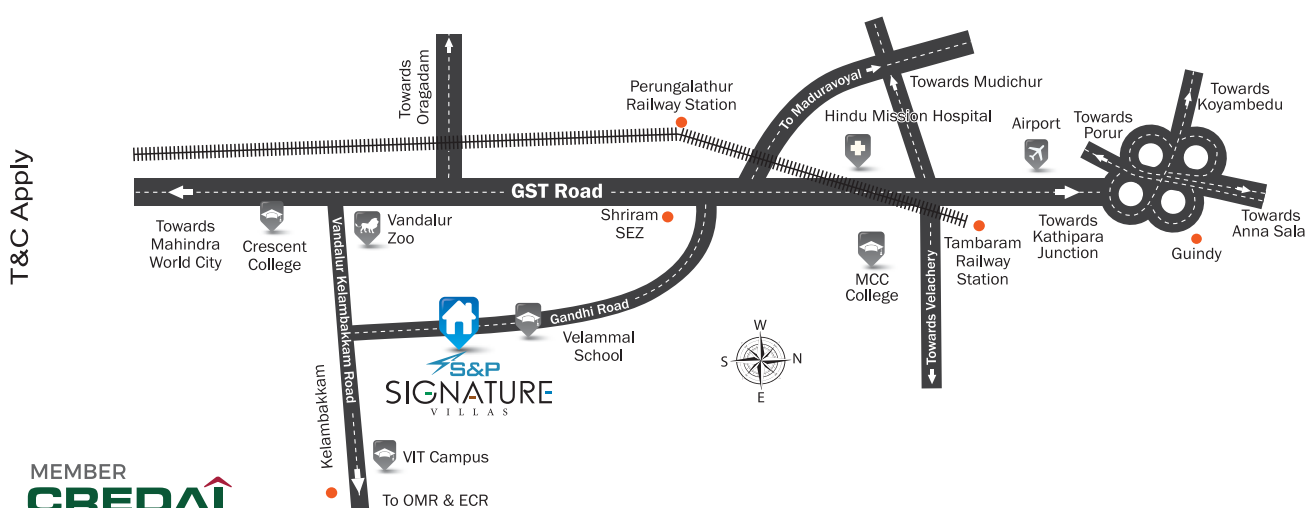 T&C Apply
Towards
Oragadam
Perungalathur
Railway Station
To Maduravoyal
Towards Mudichur
Hindu Mission Hospital
Airport
Towards
Porur
Towards
Koyambedu
GST Road
Towards
Mahindra
World City
Crescent
College
Vandalur
Zoo
Shriram
SEZ
MCC
College
Tambaram
Railway
Station
Towards
Kathipara
Junction
Guindy
Towards
Anna Sala
Vandalur Kelambakkam Road
Gandhi Road
Velammal
School
Towards Velachery
W
S
N
E
S&P
SIGNATURE
VILLAS
Kelambakkam
VIT Campus
To OMR & ECR
MEMBER
CREDAI